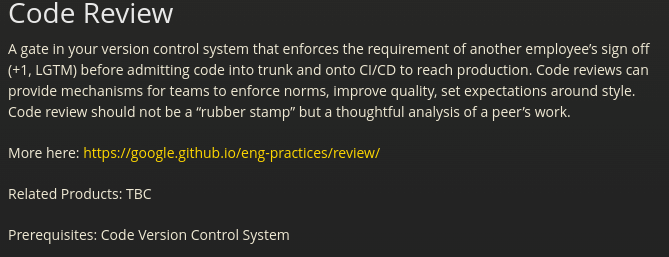 Code Review
A gate in your version control system that enforces the requirement of another employee’s sign off
(+1, LGTM) before admitting code into trunk and onto CI/CD to reach production. Code reviews can
provide mechanisms for teams to enforce norms, improve quality, set expectations around style.
Code review should not be a “rubber stamp” but a thoughtful analysis of a peer’s work.
More here: https://google.github.io/eng-practices/review/
Related Products: TBC
Prerequisites: Code Version Control System